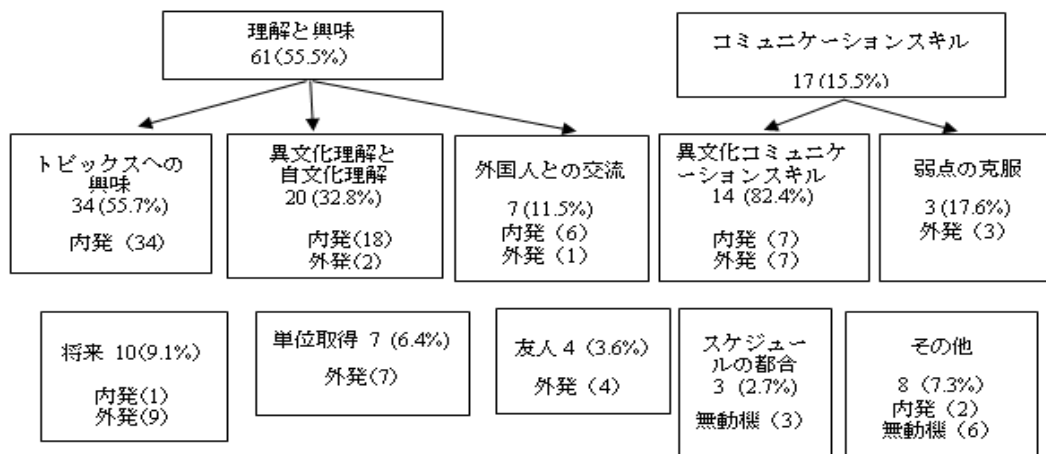 理解と興味
61(55.5%)
コミュニケーションスキル
17(15.5%)
トピックスへの
興味
34(55.7%)
内発（34）
異文化理解と
自文化理解
20(32.8%)
内発(18)
外発(2)
外国人との交流
7(11.5%)
内発（6）
外発（1）
異文化コミュニケ
ーションスキル
14(82.4%)
内発（7）
外発（7）
弱点の克服
3(17.6%)
外発（3）
将来 10(9.1%)
内発(1)
外発(9)
単位取得 7 (6.4%)
外発(7)
友人 4（3.6%）
外発（4）
スケジュー
ルの都合
3（2.7%）
無動機（3）
その他
8（7.3%）
内発（2）
無動機（6）